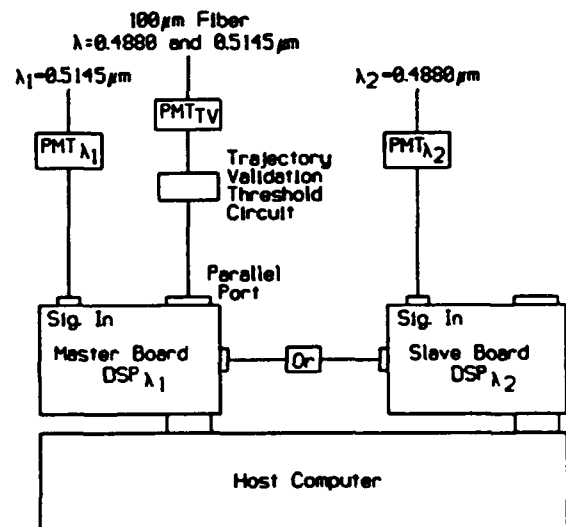 100μm Fiber
λ=0.4880 and 0.5145μm
λ1=0.5145μm
λ2=0.4880μm
PMTλ1
PMTTV
PMTλ2
Trajectory
Validation
Threshold
Circuit
Parallel
Port
Sig. In
Master Board
DSPλ1
Or
Sig. In
Slave Board
DSPλ2
Host Computer